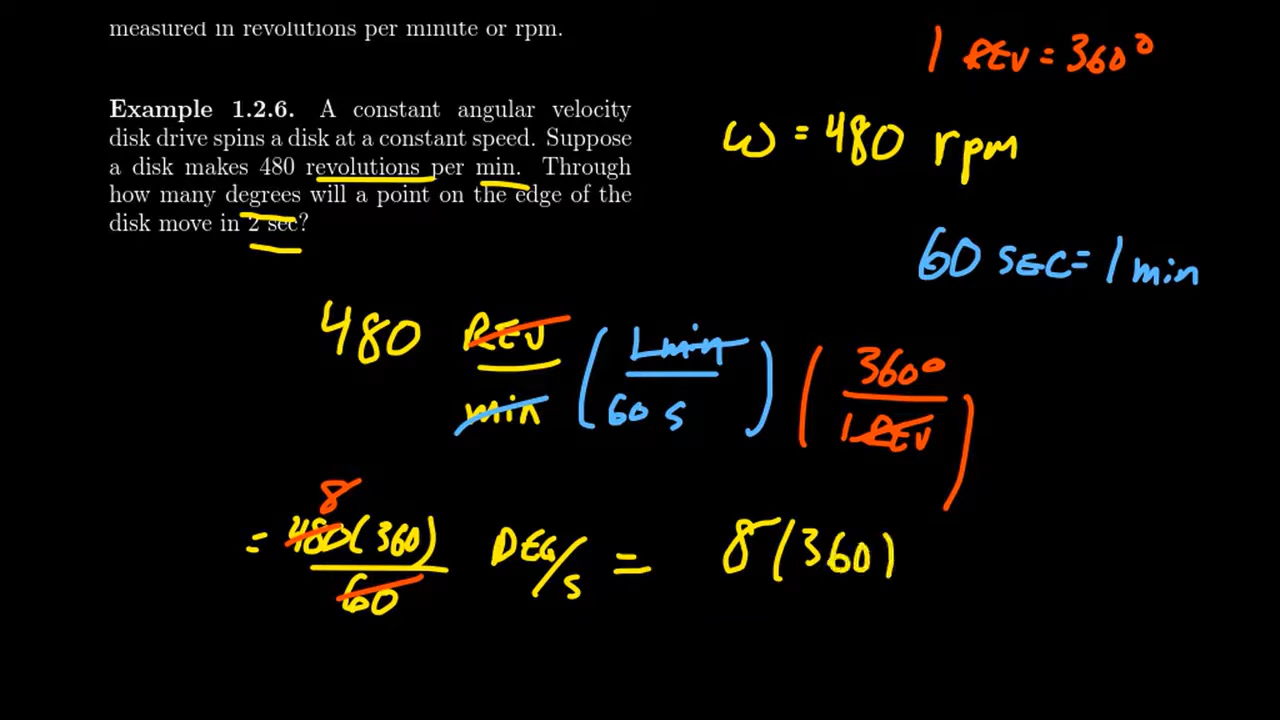 measured in revolutions per minute or rpm.
1 REV = 360°
Example 1.2.6. A constant angular velocity
disk drive spins a disk at a constant speed. Suppose
a disk makes 480 revolutions per min. Through
how many degrees will a point on the edge of the
disk move in 2 sec?
ω = 480 rpm
60 SEC = 1 min
480 REV/min (1 min/60 s) (360°/1 REV)
8
= 480(360)/60 DEG/s = 8(360)